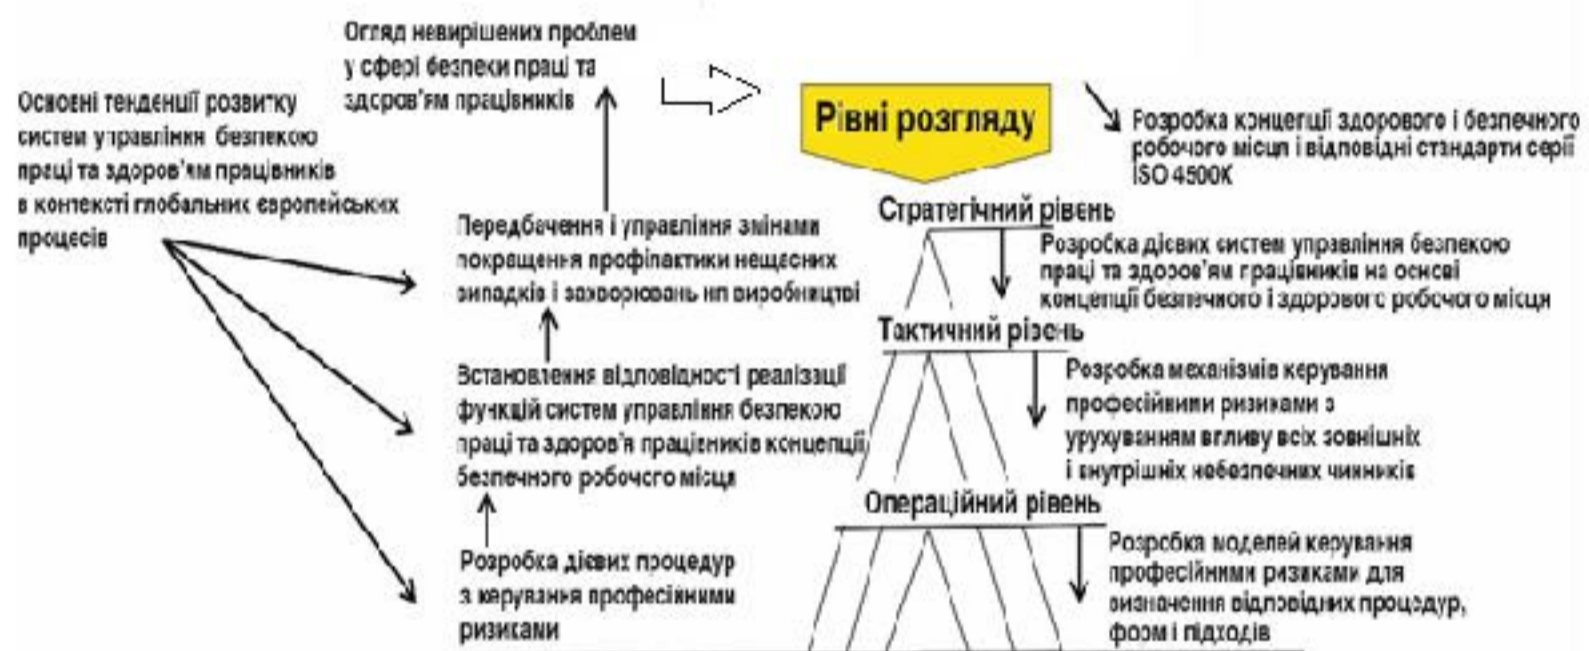 Огляд невирішених проблем
у сфері безпеки праці та
здоров'ям працівників
Основні тенденції розвитку
систем управління безпекою
праці та здоров'ям працівників
в контексті глобальних європейських
процесів
Передбачення і управління змінами
покращення профілактики нещасних
випадків і захворювань нп виробництві
Встановлення відповідності реалізації
функцій систем управління безпекою
праці та здоров'я працівників концепції
безпечного робочого місця
Розробка дієвих процедур
з керування професійними
ризиками
Рівні розгляду
Розробка концепції здорового і безпечного
робочого місця і відповідні стандарти серії
ISO 4500K
Стратегічний рівень
Розробка дієвих систем управління безпекою
праці та здоров'ям працівників на основі
концепції безпечного і здорового робочого місця
Тактичний рівень
Розробка механізмів керування
професійними ризиками з
урухуванням впливу всіх зовнішніх
і внутрішніх небезпечних чинників
Операційний рівень
Розробка моделей керування
професійними ризиками для
визначення відповідних процедур,
форм і підходів